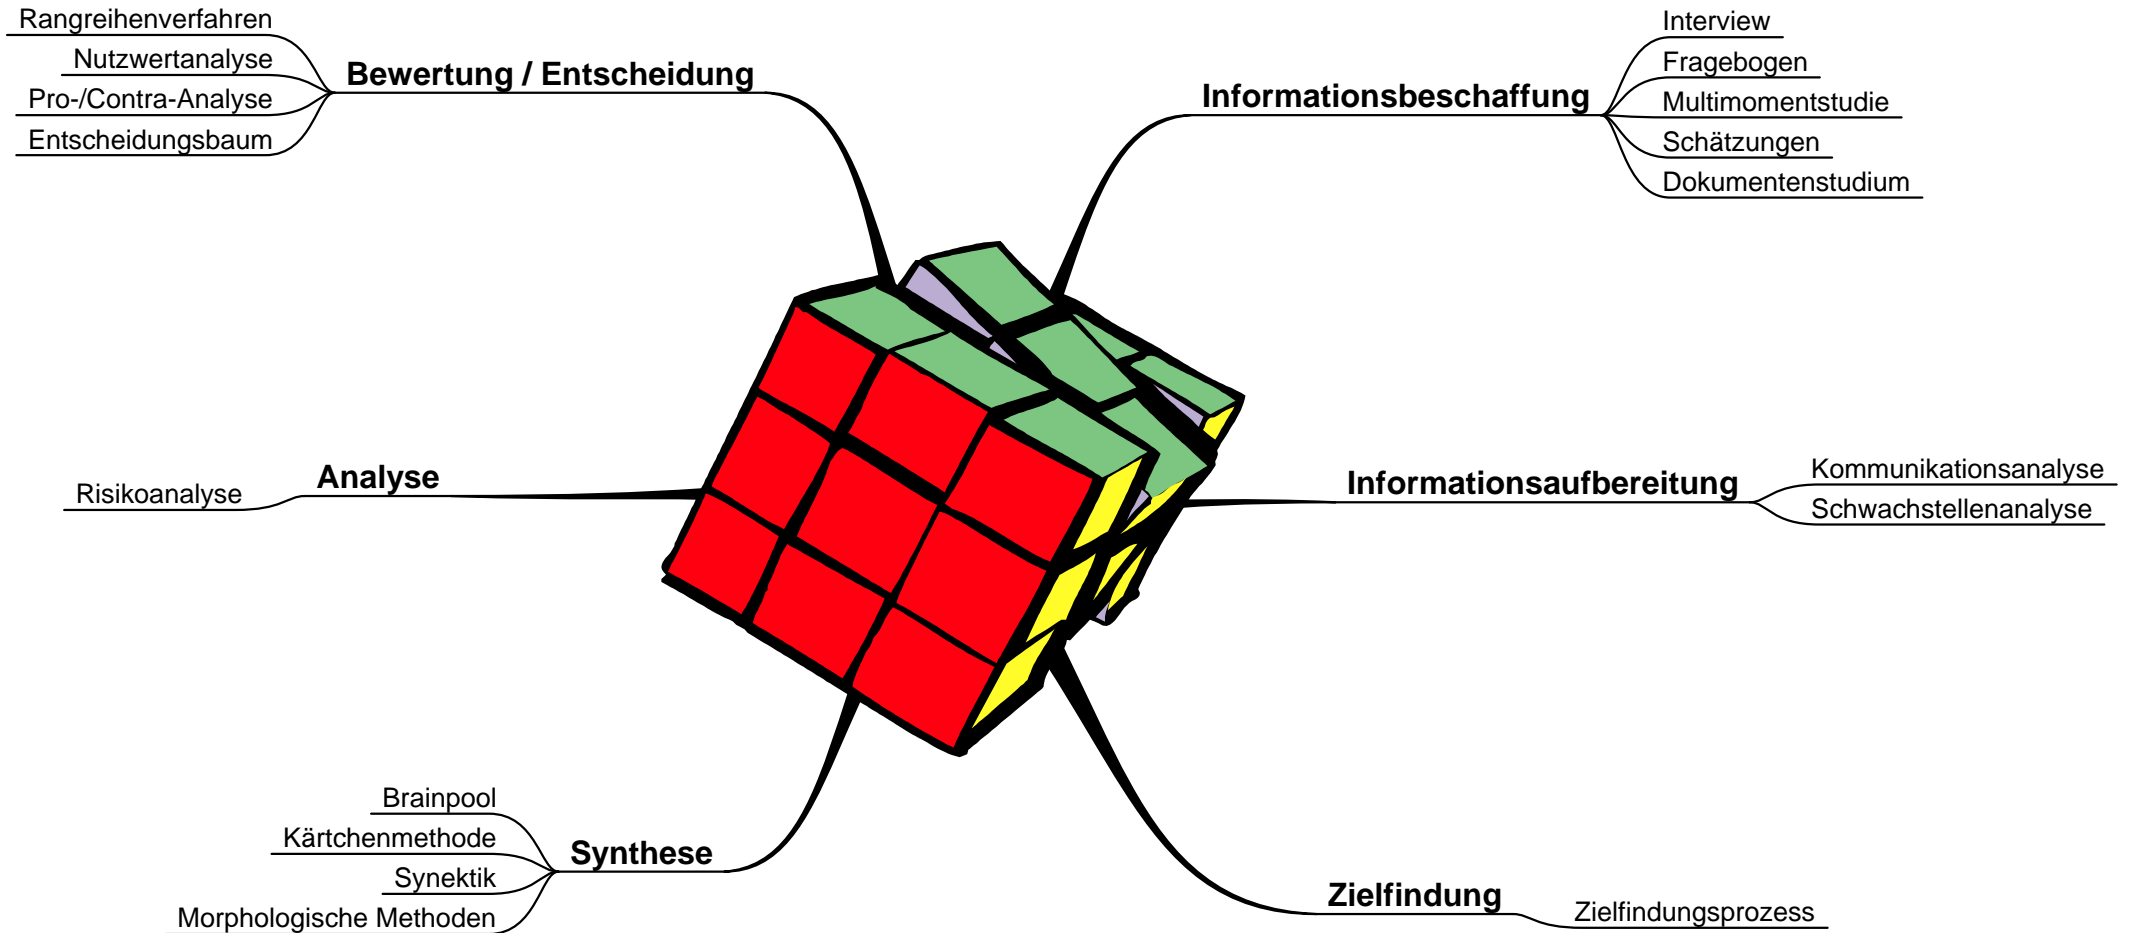 Rangreihenverfahren
Nutzwertanalyse
Pro-/Contra-Analyse
Entscheidungsbaum
Bewertung / Entscheidung
Informationsbeschaffung
Interview
Fragebogen
Multimomentstudie
Schätzungen
Dokumentenstudium
Risikoanalyse
Analyse
Informationsaufbereitung
Kommunikationsanalyse
Schwachstellenanalyse
Brainpool
Kärtchenmethode
Synektik
Morphologische Methoden
Synthese
Zielfindung
Zielfindungsprozess